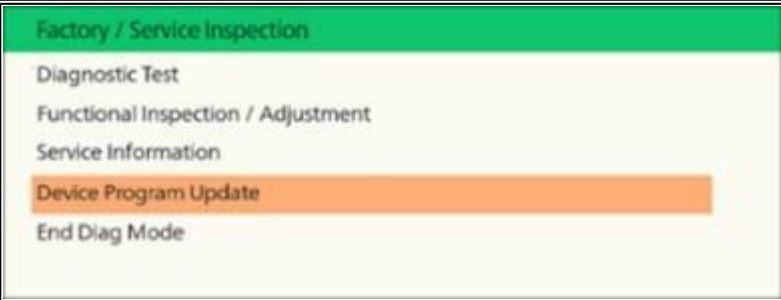 Factory / Service Inspection
Diagnostic Test
Functional Inspection / Adjustment
Service Information
Device Program Update
End Diag Mode